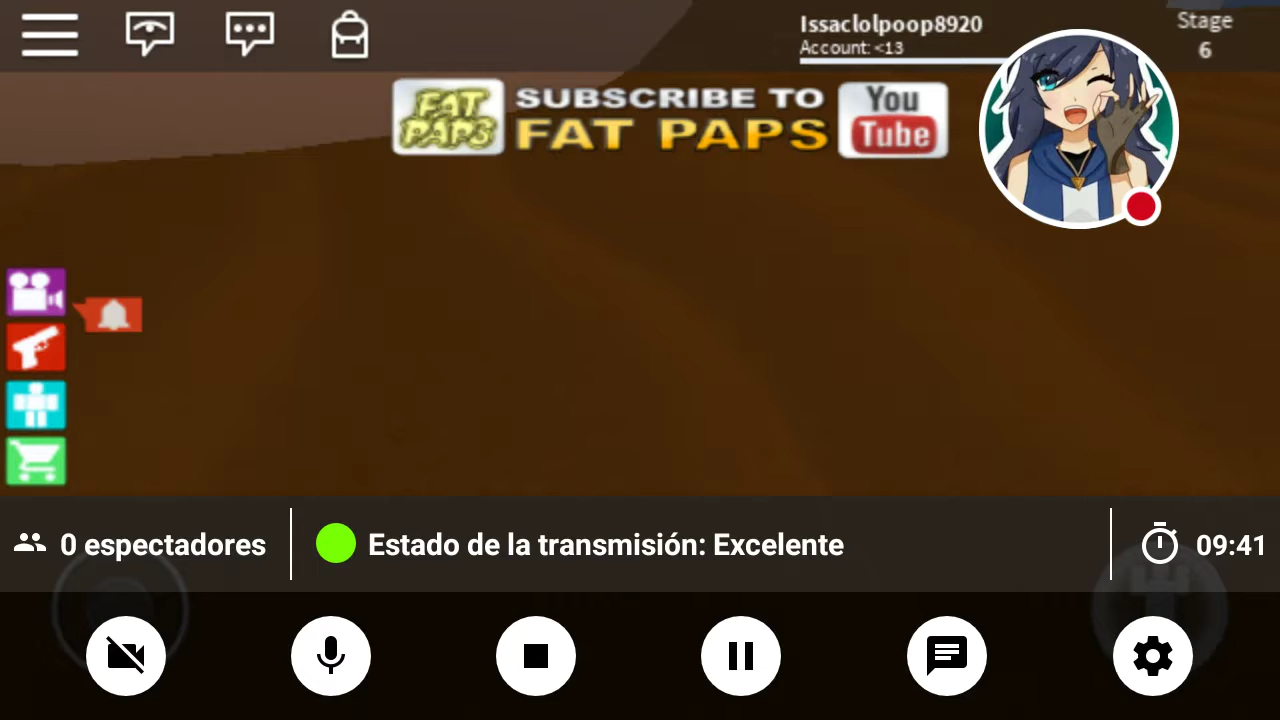 Issaclolpoop8920
Account: <13
Stage
6
FAT
PAPS
SUBSCRIBE TO
FAT PAPS
You
Tube
0 espectadores
Estado de la transmisión: Excelente
09:41